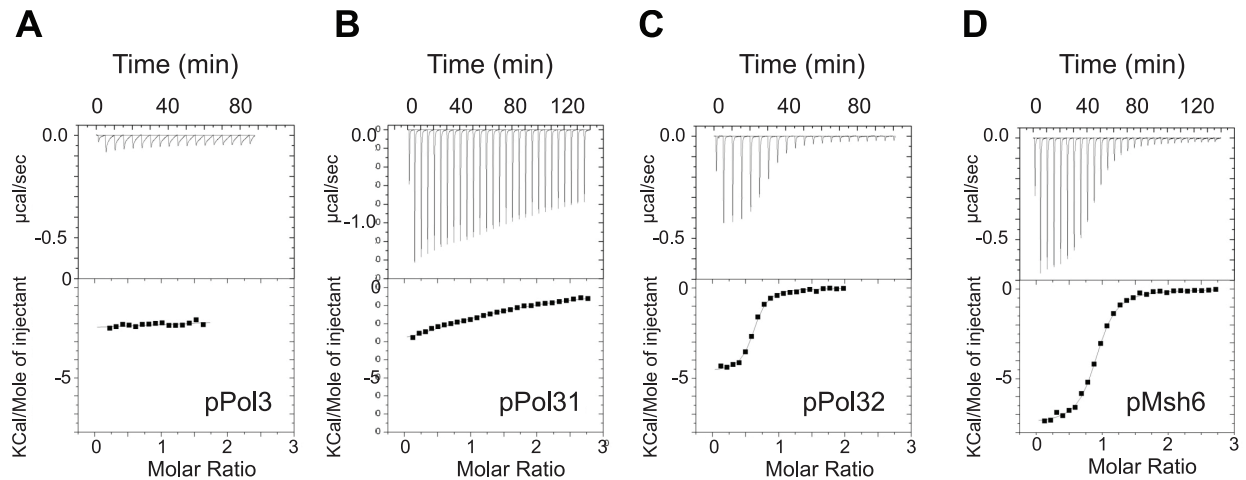 A
B
C
D
Time (min)
Time (min)
Time (min)
Time (min)
0 40 80
0 40 80 120
0 40 80
0 40 80 120
0.0
-0.5
µcal/sec
0.0
-1.0
µcal/sec
0.0
-0.5
µcal/sec
0.0
-0.5
µcal/sec
0
-5
KCal/Mole of injectant
pPol3
0
-5
KCal/Mole of injectant
pPol31
0
-5
KCal/Mole of injectant
pPol32
0
-5
KCal/Mole of injectant
pMsh6
0 1 2 3
0 1 2 3
0 1 2 3
0 1 2 3
Molar Ratio
Molar Ratio
Molar Ratio
Molar Ratio